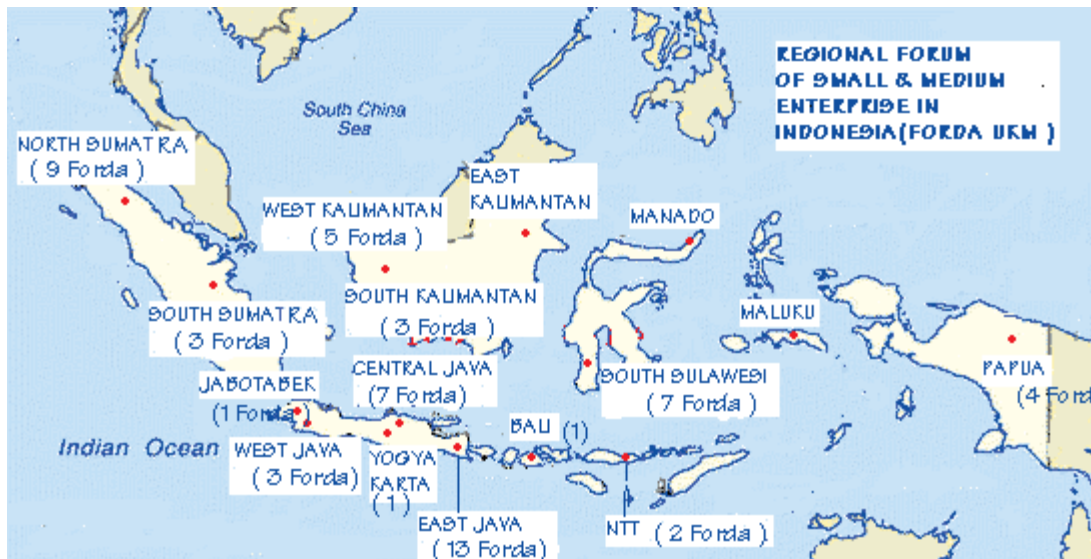 REGIONAL FORUM
OF SMALL & MEDIUM
ENTERPRISE IN
INDONESIA(FORDA UKM )
South China
Sea
NORTH SUMATRA
( 9 Forda )
EAST
KALIMANTAN
WEST KALIMANTAN
( 5 Forda )
MANADO
SOUTH KALIMANTAN
( 3 Forda )
SOUTH SUMATRA
( 3 Forda )
MALUKU
CENTRAL JAVA
(7 Forda )
SOUTH SULAWESI
( 7 Forda )
PAPUA
(4 Ford
JABOTABEK
(1 Forda)
Indian Ocean
WEST JAVA
( 3 Forda )
YOGYA
KARTA
( 1 )
BALI (1)
EAST JAVA
(13 Forda )
NTT ( 2 Forda )